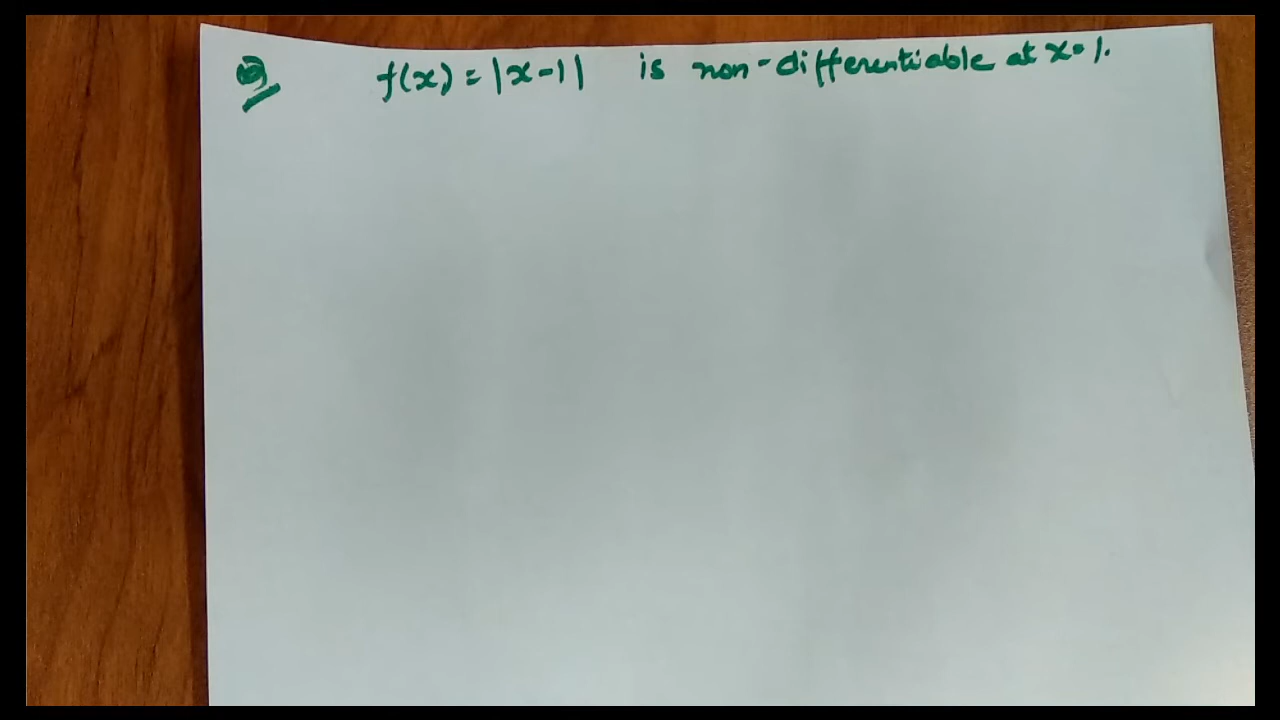 f(x) = |x-1| is non-differentiable at x=1.